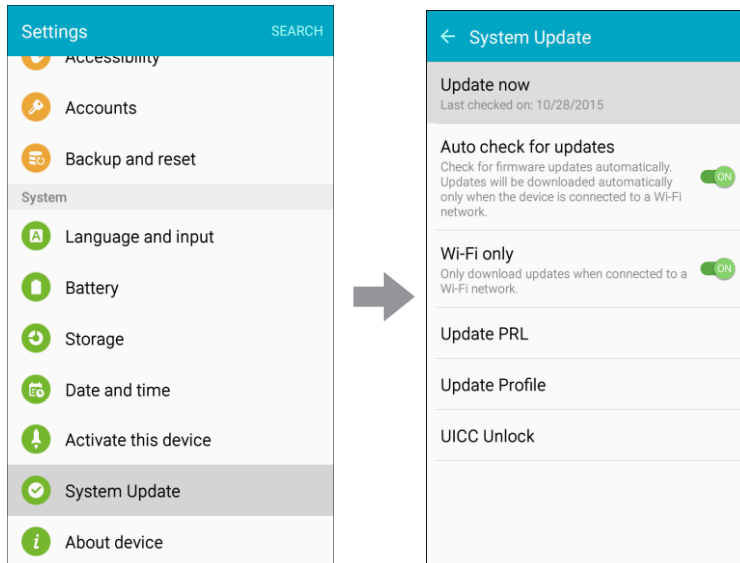 Settings
SEARCH
Accessibility
Accounts
Backup and reset
System
Language and input
Battery
Storage
Date and time
Activate this device
System Update
About device
System Update
Update now
Last checked on: 10/28/2015
Auto check for updates
Check for firmware updates automatically.
Updates will be downloaded automatically
only when the device is connected to a Wi-Fi
network.
ON
Wi-Fi only
Only download updates when connected to a
Wi-Fi network.
ON
Update PRL
Update Profile
UICC Unlock